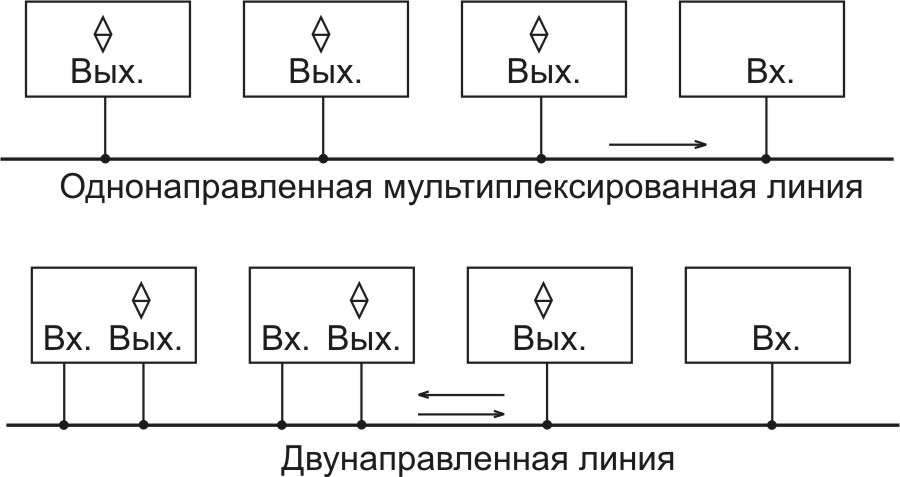 Вых. Вых. Вых. Вх.
Однонаправленная мультиплексированная линия
Вх. Вых. Вх. Вых. Вых. Вх.
Двунаправленная линия